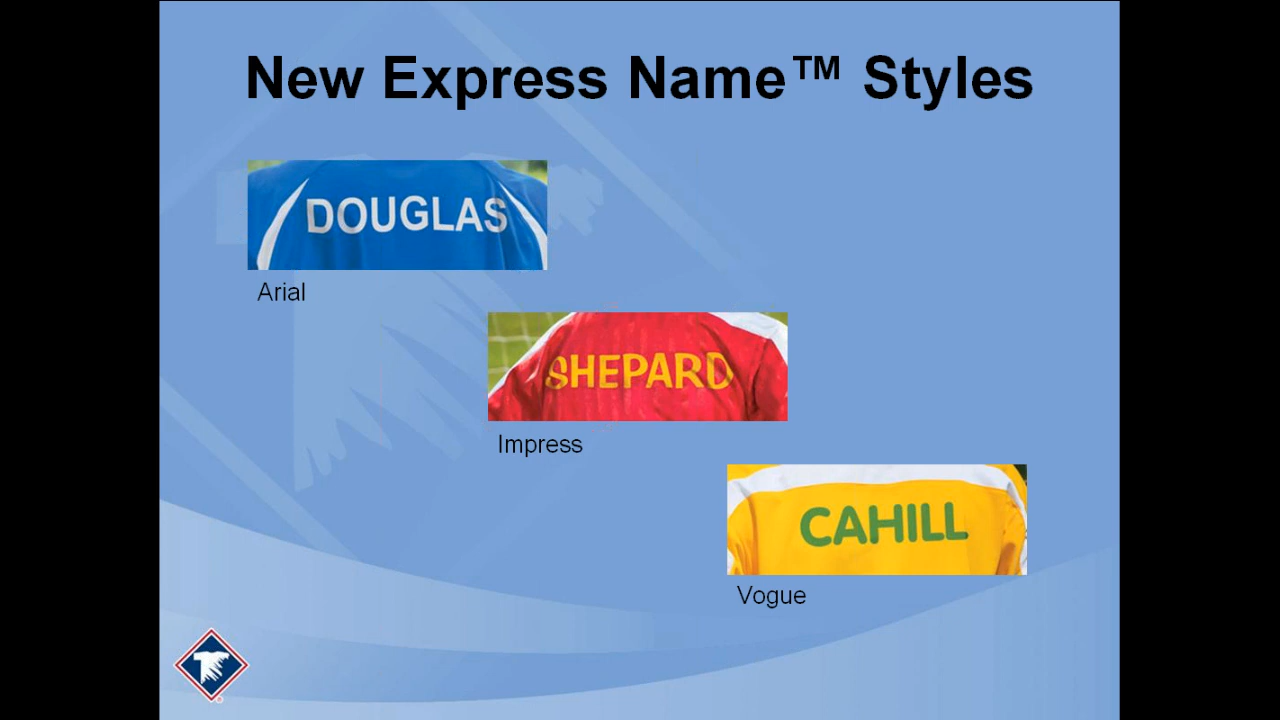 New Express Name™ Styles
DOUGLAS
Arial
SHEPARD
Impress
CAHILL
Vogue